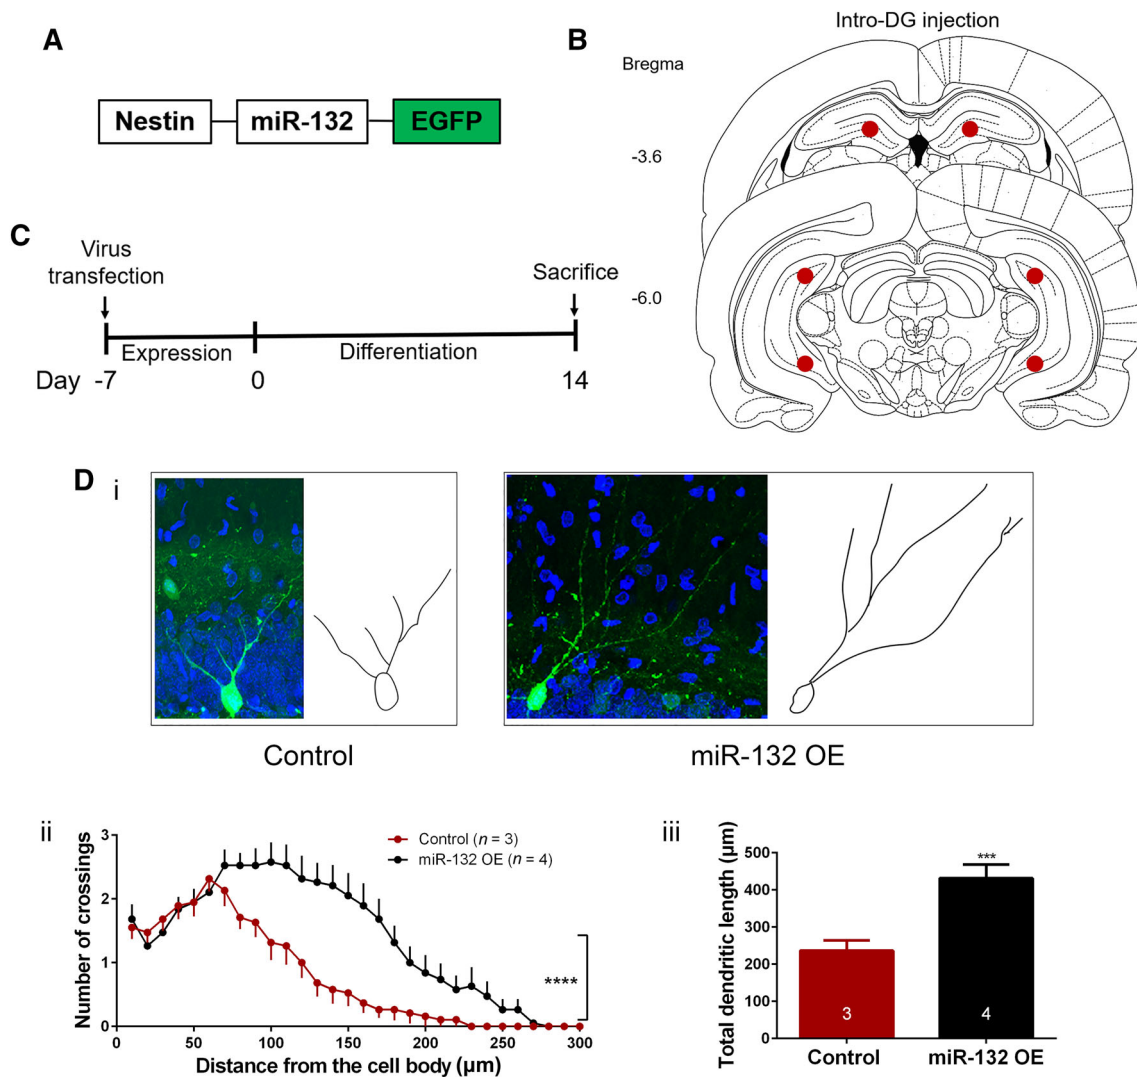 A
Nestin
miR-132
EGFP
B
Intro-DG injection
Bregma
-3.6
-6.0
C
Virus
transfection
Sacrifice
Expression
Differentiation
Day -7
0
14
D
i
Control
miR-132 OE
ii
Number of crossings
3
2
1
0
Control (n = 3)
miR-132 OE (n = 4)
****
0
50
100
150
200
250
300
Distance from the cell body (µm)
iii
Total dendritic length (µm)
500
400
300
200
100
0
***
3
4
Control
miR-132 OE